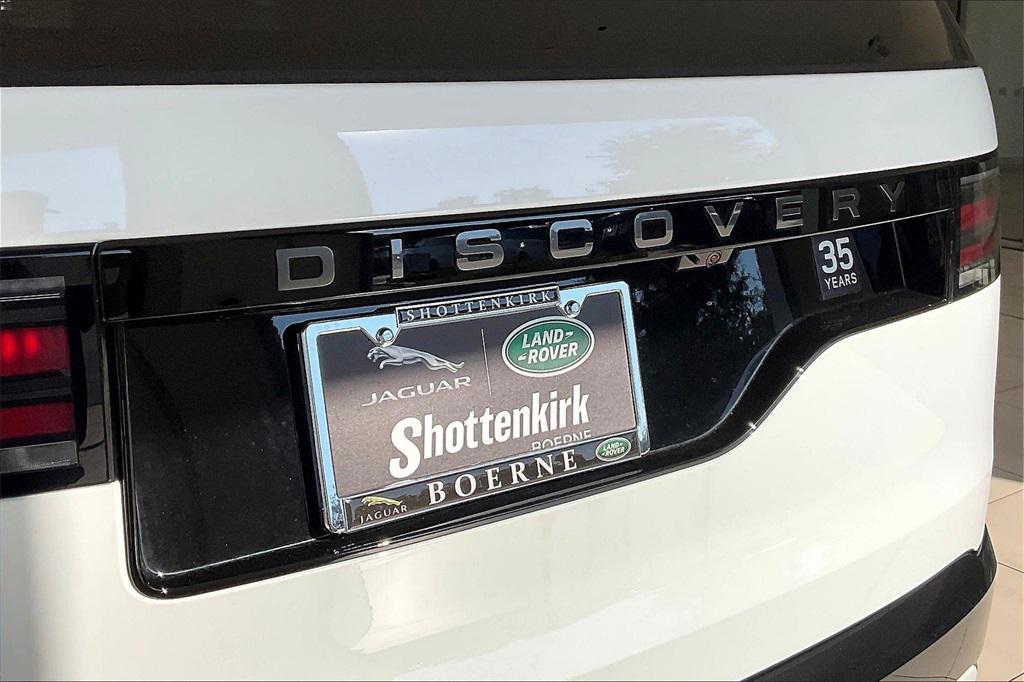 DISCOVERY
35
YEARS
SHOTTENKIRK
JAGUAR
LAND-
-ROVER
Shottenkirk
BOERNE
BOERNE
JAGUAR
LAND-
-ROVER